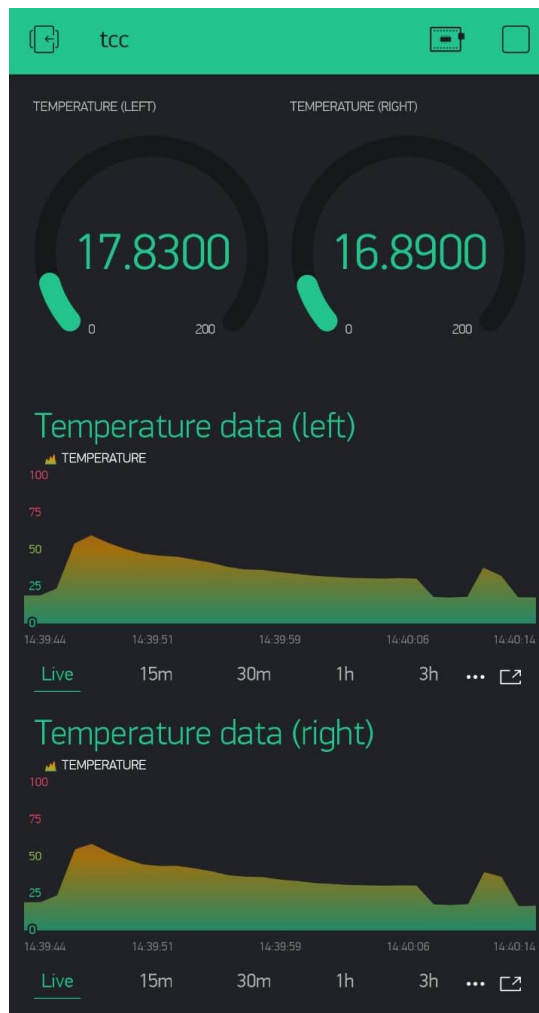 tcc
TEMPERATURE (LEFT) TEMPERATURE (RIGHT)
17.8300 16.8900
0 200 0 200
Temperature data (left)
TEMPERATURE
100
75
50
25
0
14:39:44 14:39:51 14:39:59 14:40:06 14:40:14
Live 15m 30m 1h 3h ...
Temperature data (right)
TEMPERATURE
100
75
50
25
0
14:39:44 14:39:51 14:39:59 14:40:06 14:40:14
Live 15m 30m 1h 3h ...